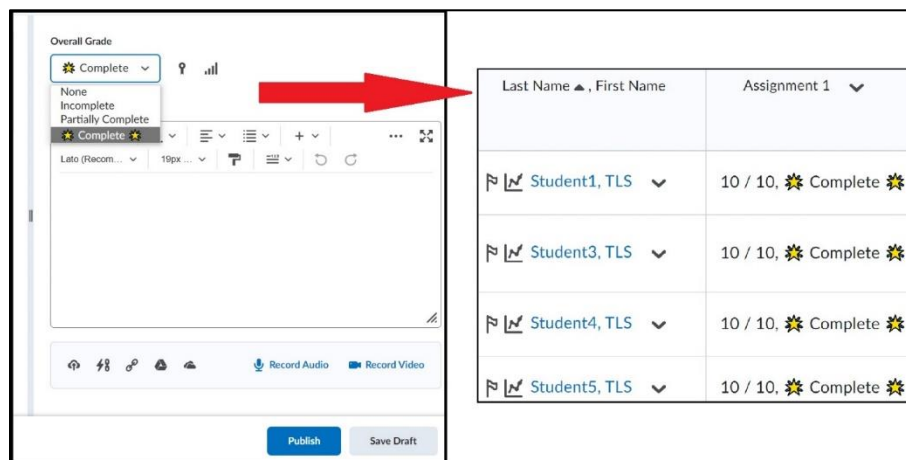 Overall Grade
Complete
None
Incomplete
Partially Complete
Complete
Lato (Recom... 19px ...
Record Audio Record Video
Publish Save Draft
Last Name , First Name Assignment 1
Student1, TLS 10 / 10, Complete
Student3, TLS 10 / 10, Complete
Student4, TLS 10 / 10, Complete
Student5, TLS 10 / 10, Complete